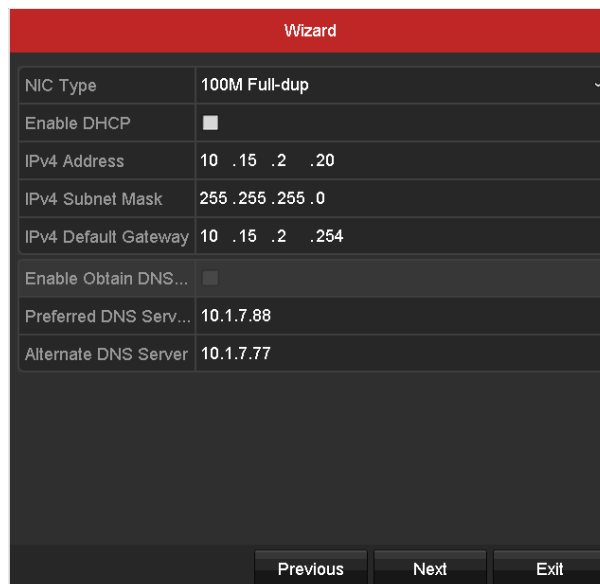 Wizard
NIC Type 100M Full-dup
Enable DHCP
IPv4 Address 10 .15 .2 .20
IPv4 Subnet Mask 255 .255 .255 .0
IPv4 Default Gateway 10 .15 .2 .254
Enable Obtain DNS...
Preferred DNS Serv... 10.1.7.88
Alternate DNS Server 10.1.7.77
Previous Next Exit